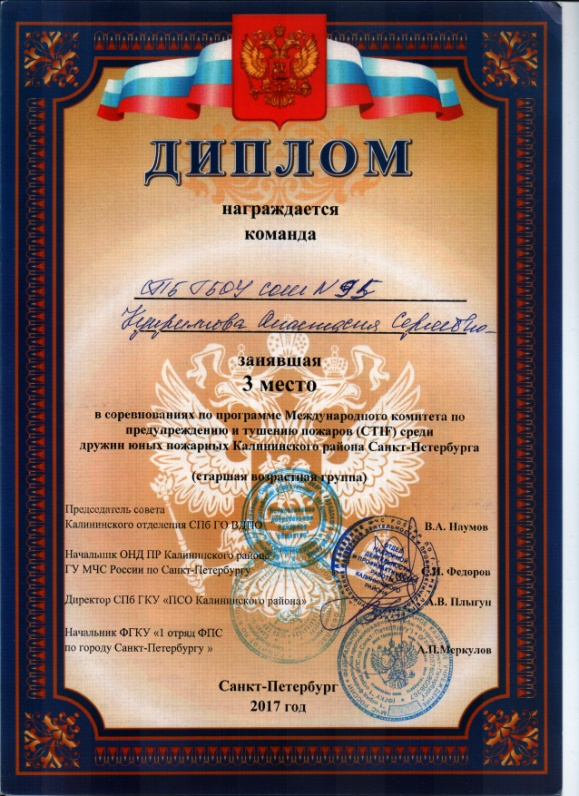 ДИПЛОМ
награждается
команда
СПб ГБОУ сош N 95
Анастасия Сергеевна
занявшая
3 место
в соревнованиях по программе Международного комитета по
предупреждению и тушению пожаров (CTIF) среди
дружин юных пожарных Калининского района Санкт-Петербурга
(старшая возрастная группа)
Председатель совета
Калининского отделения СПб ГО ВДПО
В.А. Наумов
Начальник ОНД ПР Калининского района
ГУ МЧС России по Санкт-Петербургу
С.И. Федоров
Директор СПб ГКУ «ПСО Калининского района»
А.В. Плыгун
Начальник ФГКУ «1 отряд ФПС
по городу Санкт-Петербургу »
А.П.Меркулов
Санкт-Петербург
2017 год